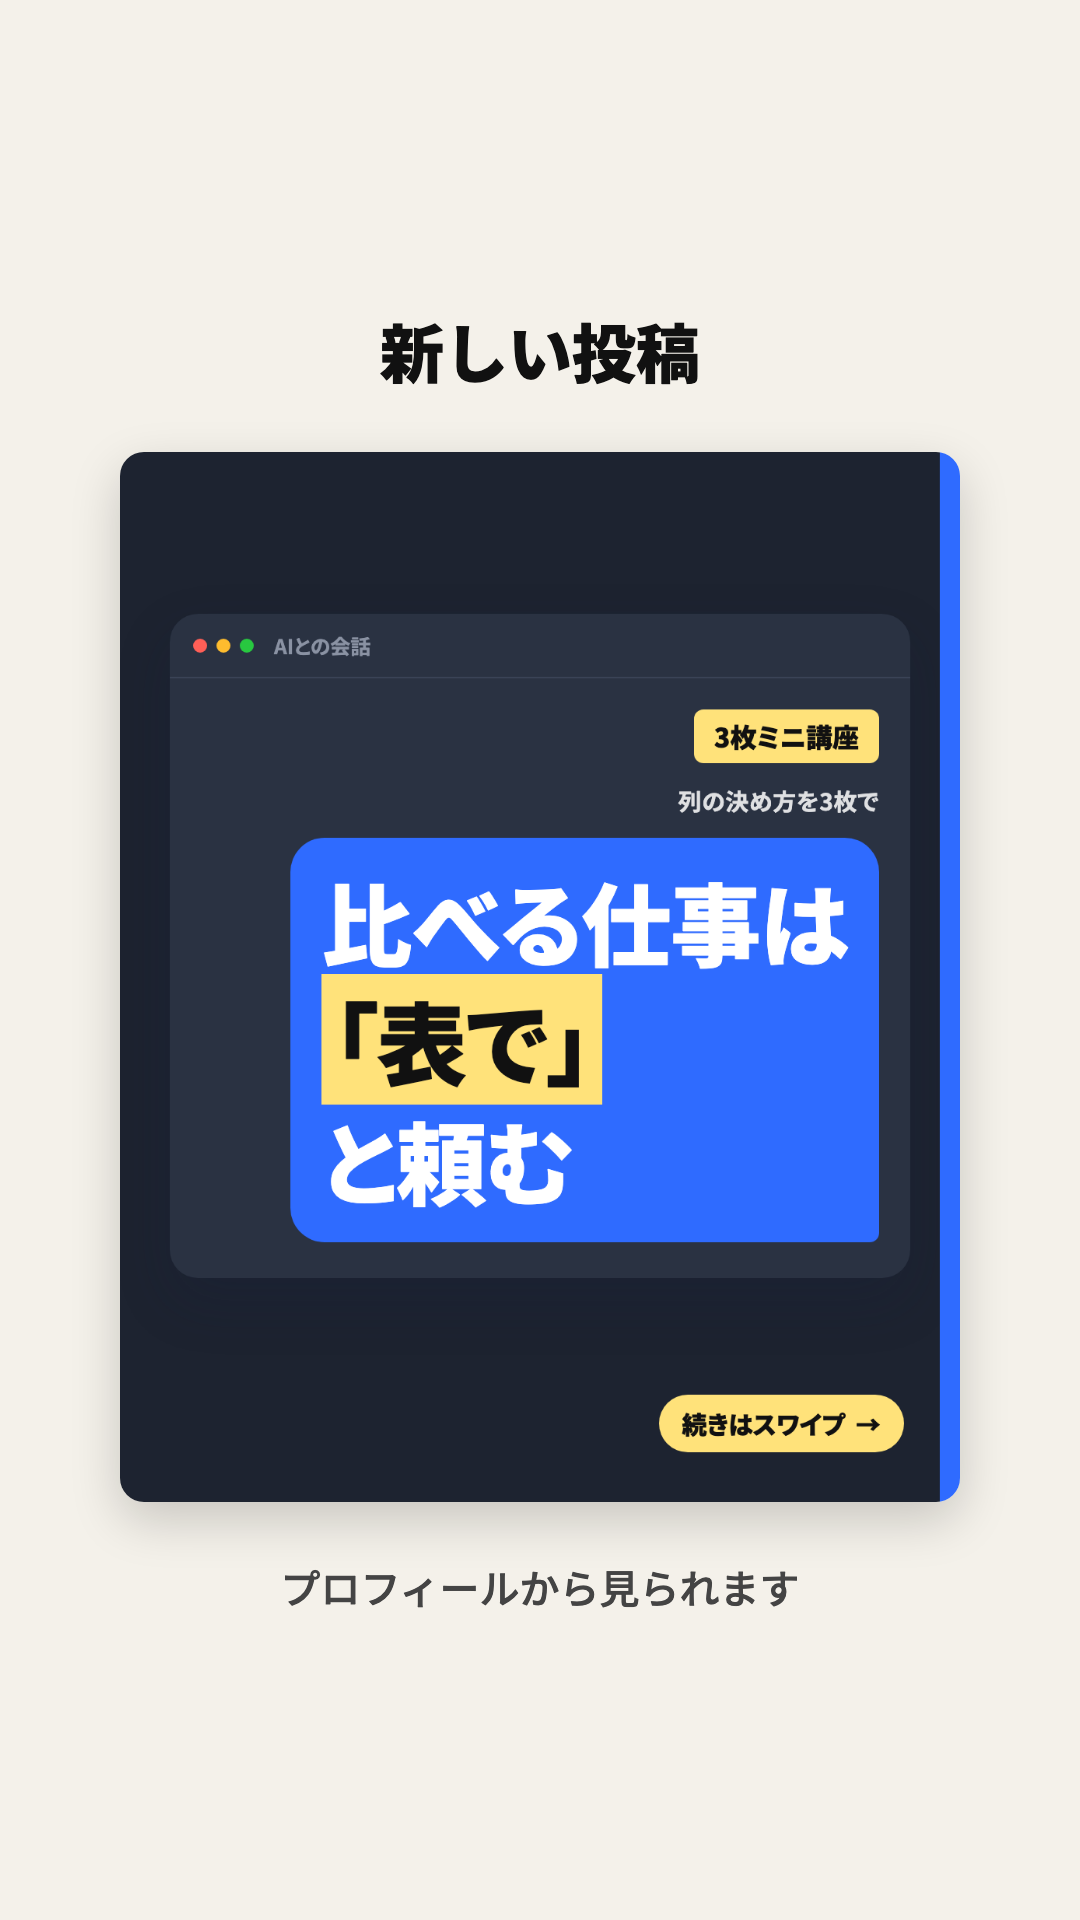 新しい投稿
AIとの会話
3枚ミニ講座
列の決め方を3枚で
比べる仕事は
「表で」
と頼む
続きはスワイプ →
プロフィールから見られます